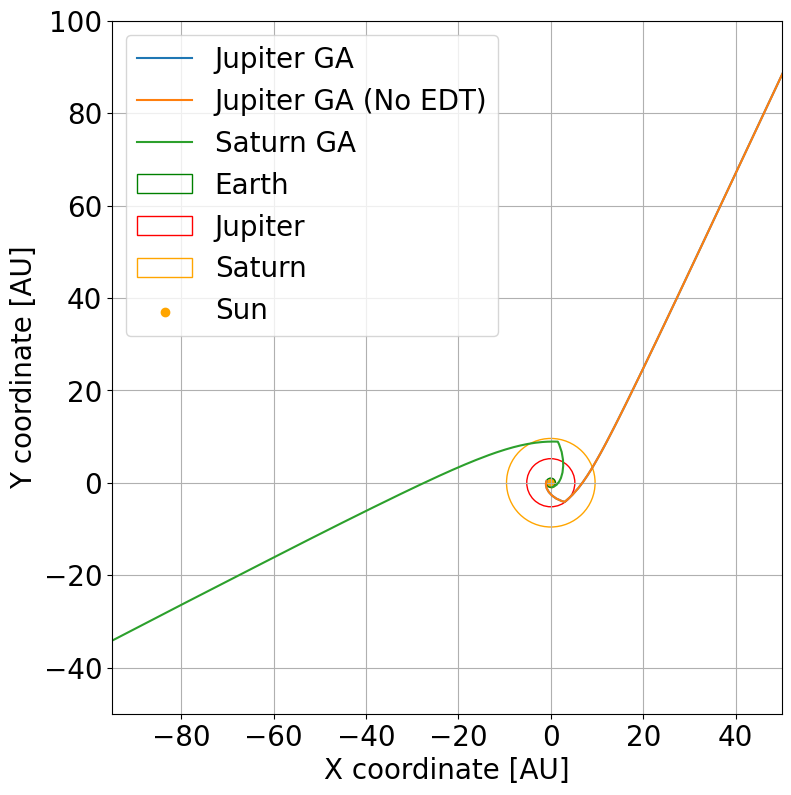 Jupiter GA
Jupiter GA (No EDT)
Saturn GA
Earth
Jupiter
Saturn
Sun
Y coordinate [AU]
100
80
60
40
20
0
−20
−40
−80
−60
−40
−20
0
20
40
X coordinate [AU]